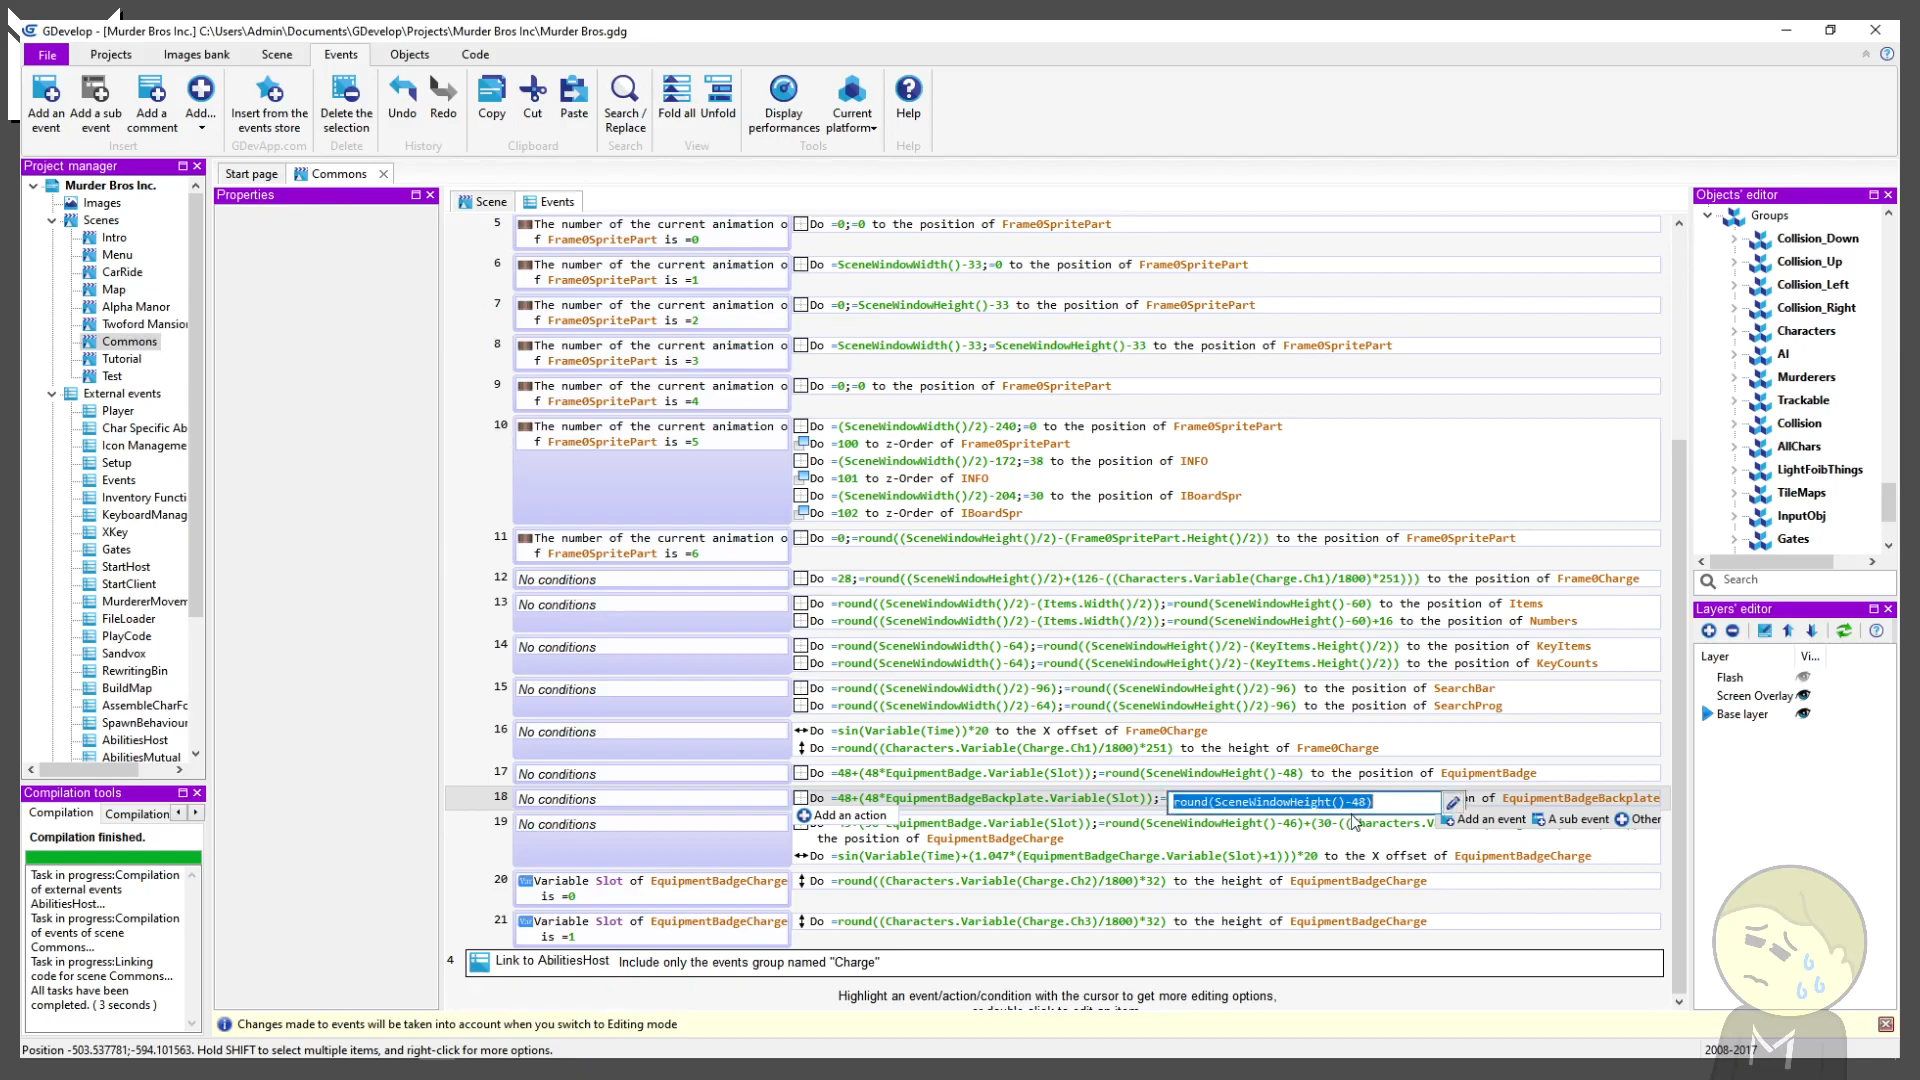 GDevelop - [Murder Bros Inc.] C:\Users\Admin\Documents\GDevelop\Projects\Murder Bros Inc\Murder Bros.gdg
File Projects Images bank Scene Events Objects Code
Add an event
Add a sub event
Add a comment
Add...
Insert from the events store
Delete the selection
Undo Redo Copy Cut Paste
Search / Replace
Fold all Unfold
Display performances
Current platform
Help
Insert GDevApp.com Delete History Clipboard Search View Tools Help
Project manager
Murder Bros Inc.
Images
Scenes
Intro
Menu
CarRide
Map
Alpha Manor
Twoford Mansion
Commons
Tutorial
Test
External events
Player
Char Specific Ab
Icon Manageme
Setup
Events
Inventory Functi
KeyboardManag
XKey
Gates
StartHost
StartClient
MurdererMovem
FileLoader
PlayCode
Sandvox
RewritingBin
BuildMap
AssembleCharFo
SpawnBehaviour
AbilitiesHost
AbilitiesMutual
Compilation tools
Compilation Compilation
Compilation finished.
Task in progress:Compilation
of external events
AbilitiesHost...
Task in progress:Compilation
of events of scene
Commons...
Task in progress:Linking
code for scene Commons...
All tasks have been
completed. ( 3 seconds )
Start page Commons
Properties
Scene Events
5 The number of the current animation o
f Frame0SpritePart is =0
Do =0;=0 to the position of Frame0SpritePart
6 The number of the current animation o
f Frame0SpritePart is =1
Do =SceneWindowWidth()-33;=0 to the position of Frame0SpritePart
7 The number of the current animation o
f Frame0SpritePart is =2
Do =0;=SceneWindowHeight()-33 to the position of Frame0SpritePart
8 The number of the current animation o
f Frame0SpritePart is =3
Do =SceneWindowWidth()-33;=SceneWindowHeight()-33 to the position of Frame0SpritePart
9 The number of the current animation o
f Frame0SpritePart is =4
Do =0;=0 to the position of Frame0SpritePart
10 The number of the current animation o
f Frame0SpritePart is =5
Do =(SceneWindowWidth()/2)-240;=0 to the position of Frame0SpritePart
Do =100 to z-Order of Frame0SpritePart
Do =(SceneWindowWidth()/2)-172;=38 to the position of INFO
Do =101 to z-Order of INFO
Do =(SceneWindowWidth()/2)-204;=30 to the position of IBoardSpr
Do =102 to z-Order of IBoardSpr
11 The number of the current animation o
f Frame0SpritePart is =6
Do =0;=round((SceneWindowHeight()/2)-(Frame0SpritePart.Height()/2)) to the position of Frame0SpritePart
12 No conditions
Do =28;=round((SceneWindowHeight()/2)+(126-((Characters.Variable(Charge.Ch1)/1800)*251))) to the position of Frame0Charge
13 No conditions
Do =round((SceneWindowWidth()/2)-(Items.Width()/2));=round(SceneWindowHeight()-60) to the position of Items
Do =round((SceneWindowWidth()/2)-(Items.Width()/2));=round(SceneWindowHeight()-60)+16 to the position of Numbers
14 No conditions
Do =round(SceneWindowWidth()-64);=round((SceneWindowHeight()/2)-(KeyItems.Height()/2)) to the position of KeyItems
Do =round(SceneWindowWidth()-64);=round((SceneWindowHeight()/2)-(KeyItems.Height()/2)) to the position of KeyCounts
15 No conditions
Do =round((SceneWindowWidth()/2)-96);=round((SceneWindowHeight()/2)-96) to the position of SearchBar
Do =round((SceneWindowWidth()/2)-64);=round((SceneWindowHeight()/2)-96) to the position of SearchProg
16 No conditions
Do =sin(Variable(Time))*20 to the X offset of Frame0Charge
Do =round((Characters.Variable(Charge.Ch1)/1800)*251) to the height of Frame0Charge
17 No conditions
Do =48+(48*EquipmentBadge.Variable(Slot));=round(SceneWindowHeight()-48) to the position of EquipmentBadge
18 No conditions
Do =48+(48*EquipmentBadgeBackplate.Variable(Slot));= round(SceneWindowHeight()-48) on of EquipmentBadgeBackplate
Add an action
Add an event A sub event Other
19 No conditions
Variable(Slot));=round(SceneWindowHeight()-46)+(30-((
the position of EquipmentBadgeCharge
Do =sin(Variable(Time)+(1.047*(EquipmentBadgeCharge.Variable(Slot)+1)))*20 to the X offset of EquipmentBadgeCharge
20 Variable Slot of EquipmentBadgeCharge
is =0
Do =round((Characters.Variable(Charge.Ch2)/1800)*32) to the height of EquipmentBadgeCharge
21 Variable Slot of EquipmentBadgeCharge
is =1
Do =round((Characters.Variable(Charge.Ch3)/1800)*32) to the height of EquipmentBadgeCharge
4 Link to AbilitiesHost Include only the events group named "Charge"
Highlight an event/action/condition with the cursor to get more editing options,
Objects' editor
Groups
Collision_Down
Collision_Up
Collision_Left
Collision_Right
Characters
AI
Murderers
Trackable
Collision
AllChars
LightFoibThings
TileMaps
InputObj
Gates
Search
Layers' editor
Layer Vi...
Flash
Screen Overlay
Base layer
Changes made to events will be taken into account when you switch to Editing mode
Position -503.537781;-594.101563. Hold SHIFT to select multiple items, and right-click for more options.
2008-2017